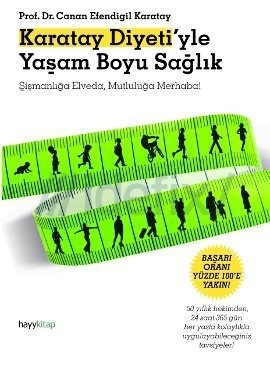 Prof. Dr. Canan Efendigil Karatay
Karatay Diyeti'yle
Yaşam Boyu Sağlık
Şişmanlığa Elveda, Mutluluğa Merhaba!
BAŞARI
ORANI
YÜZDE 100'E
YAKIN!
50 yıllık hekimden,
24 saat 365 gün
her yaşta kolaylıkla
uygulayabileceğiniz
tavsiyeler!
hayykitap